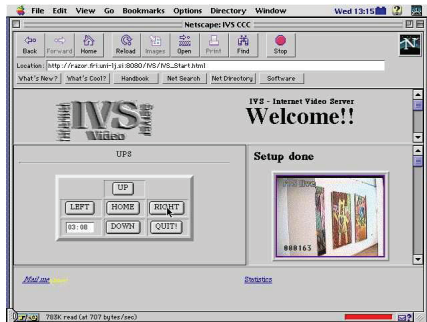 File Edit View Go Bookmarks Options Directory Window Wed 13:15
Netscape: IVS CCC
Back Forward Home Reload Images Open Print Find Stop
Location: http://razor.fri.uni-lj.si:8080/IVS/IVS_Start.html
What's New? What's Cool? Handbook Net Search Net Directory Software
IVS
Video
IVS - Internet Video Server
Welcome!!
UPS
UP
LEFT HOME RIGHT
03:08 DOWN QUIT!
Setup done
live
000163
Mail me
Statistics
783K read (at 707 bytes/sec)